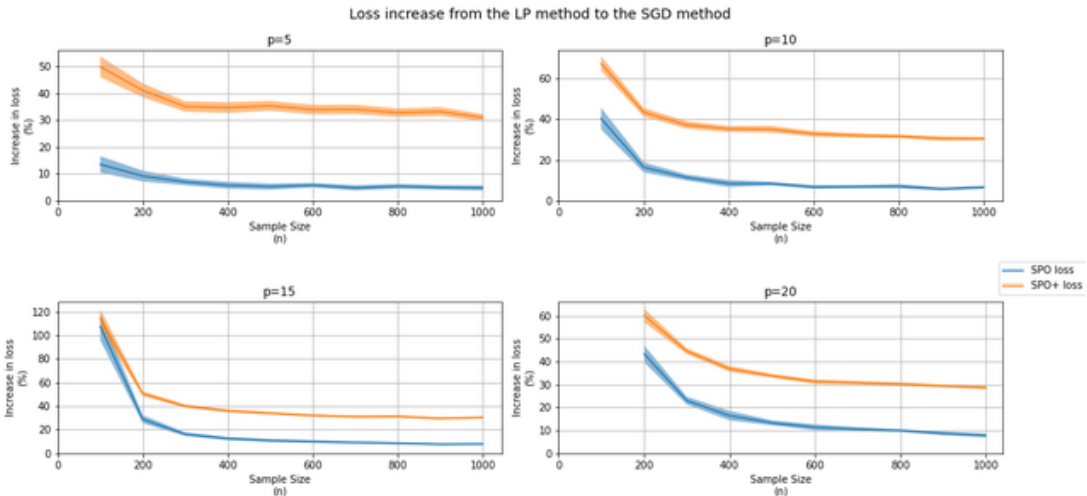 Loss increase from the LP method to the SGD method
p=5
Increase in loss
(%)
50
40
30
20
10
0
0 200 400 600 800 1000
Sample Size
(n)
p=10
Increase in loss
(%)
60
40
20
0
0 200 400 600 800 1000
Sample Size
(n)
SPO loss
SPO+ loss
p=15
Increase in loss
(%)
120
100
80
60
40
20
0
0 200 400 600 800 1000
Sample Size
(n)
p=20
Increase in loss
(%)
60
50
40
30
20
10
0
0 200 400 600 800 1000
Sample Size
(n)